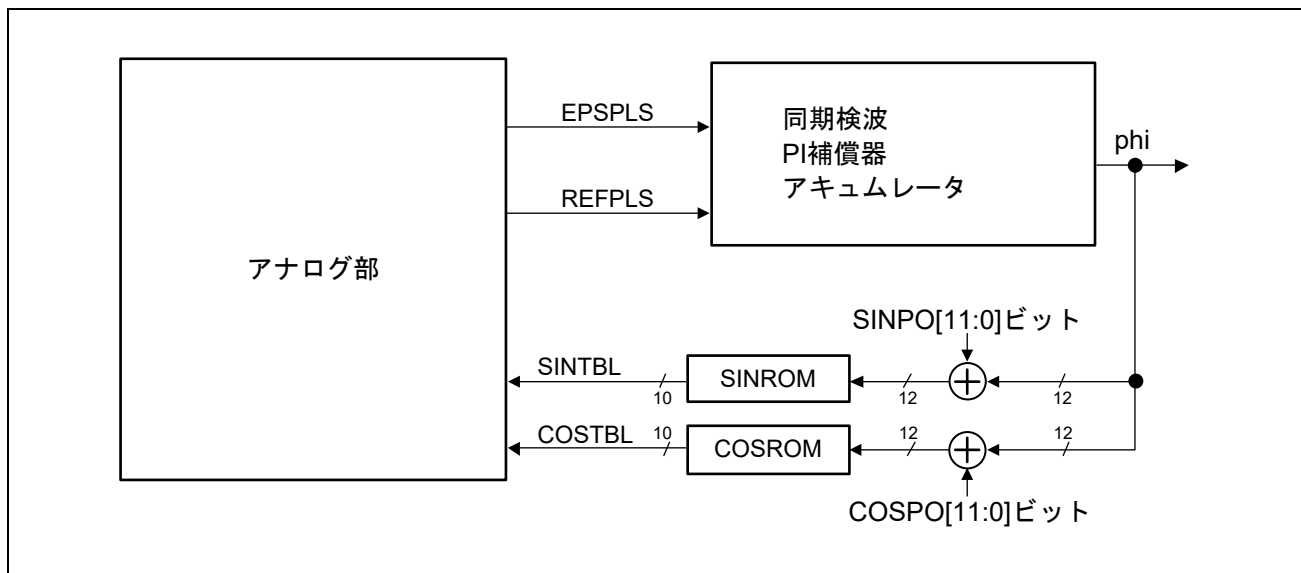 アナログ部
EPSPLS
REFPLS
同期検波
PI補償器
アキュムレータ
phi
SINPO[11:0]ビット
SINTBL
10
SINROM
12
12
COSTBL
10
COSROM
12
12
COSPO[11:0]ビット